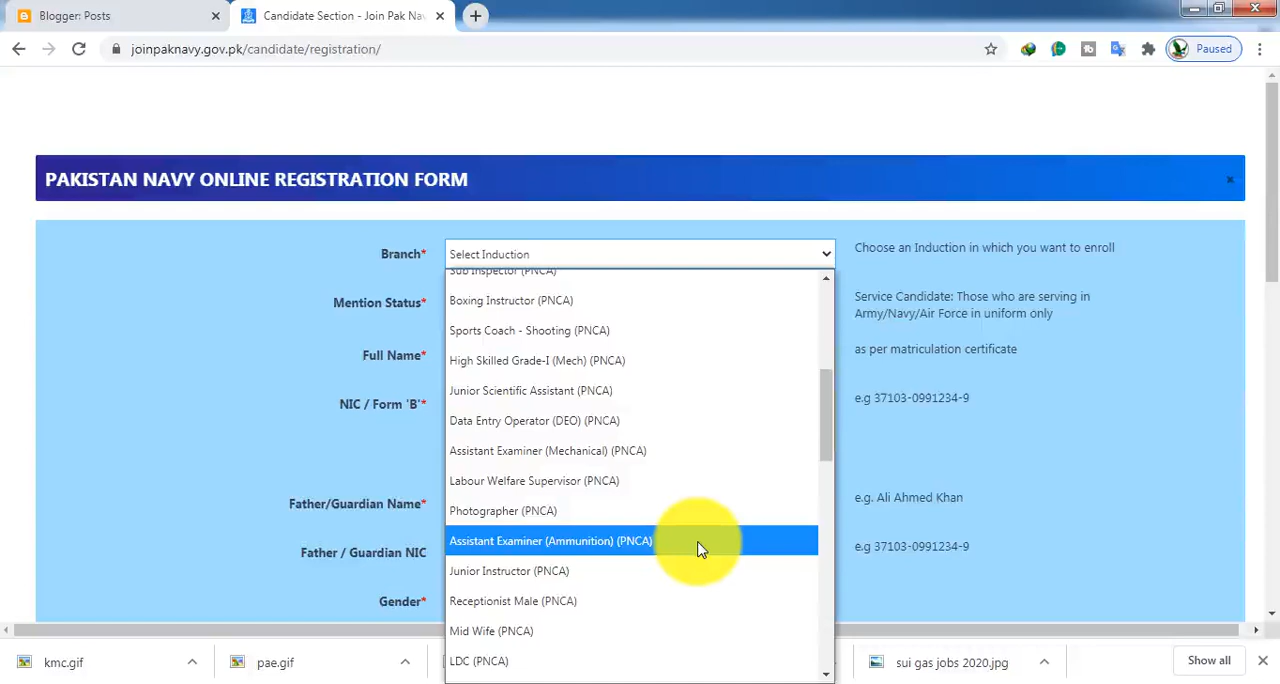 Blogger: Posts
Candidate Section - Join Pak Nav
joinpaknavy.gov.pk/candidate/registration/
Paused
PAKISTAN NAVY ONLINE REGISTRATION FORM
Branch*
Select Induction
Choose an Induction in which you want to enroll
Sub Inspector (PNCA)
Boxing Instructor (PNCA)
Mention Status*
Service Candidate: Those who are serving in
Army/Navy/Air Force in uniform only
Sports Coach - Shooting (PNCA)
Full Name*
as per matriculation certificate
High Skilled Grade-I (Mech) (PNCA)
Junior Scientific Assistant (PNCA)
NIC / Form 'B'*
e.g 37103-0991234-9
Data Entry Operator (DEO) (PNCA)
Assistant Examiner (Mechanical) (PNCA)
Labour Welfare Supervisor (PNCA)
Father/Guardian Name*
e.g. Ali Ahmed Khan
Photographer (PNCA)
Assistant Examiner (Ammunition) (PNCA)
Father / Guardian NIC
e.g 37103-0991234-9
Junior Instructor (PNCA)
Gender*
Receptionist Male (PNCA)
Mid Wife (PNCA)
LDC (PNCA)
kmc.gif
pae.gif
sui gas jobs 2020.jpg
Show all